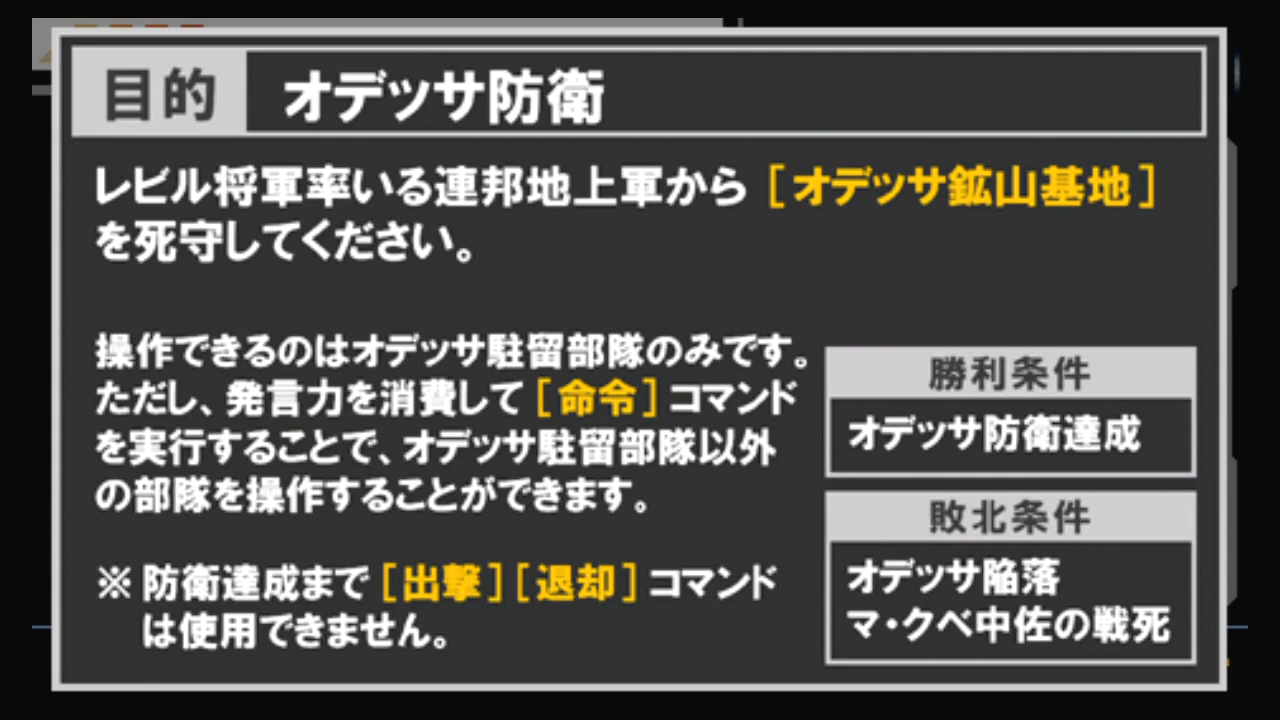 目的 オデッサ防衛
レビル将軍率いる連邦地上軍から［オデッサ鉱山基地］
を死守してください。
操作できるのはオデッサ駐留部隊のみです。
ただし、発言力を消費して［命令］コマンド
を実行することで、オデッサ駐留部隊以外
の部隊を操作することができます。
※ 防衛達成まで［出撃］［退却］コマンド
は使用できません。
勝利条件
オデッサ防衛達成
敗北条件
オデッサ陥落
マ・クベ中佐の戦死